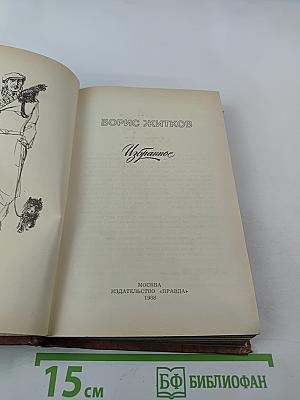 БОРИС ЖИТКОВ
Избранное
МОСКВА
ИЗДАТЕЛЬСТВО «ПРАВДА»
1988
15 см
БФ БИБЛИОФАН